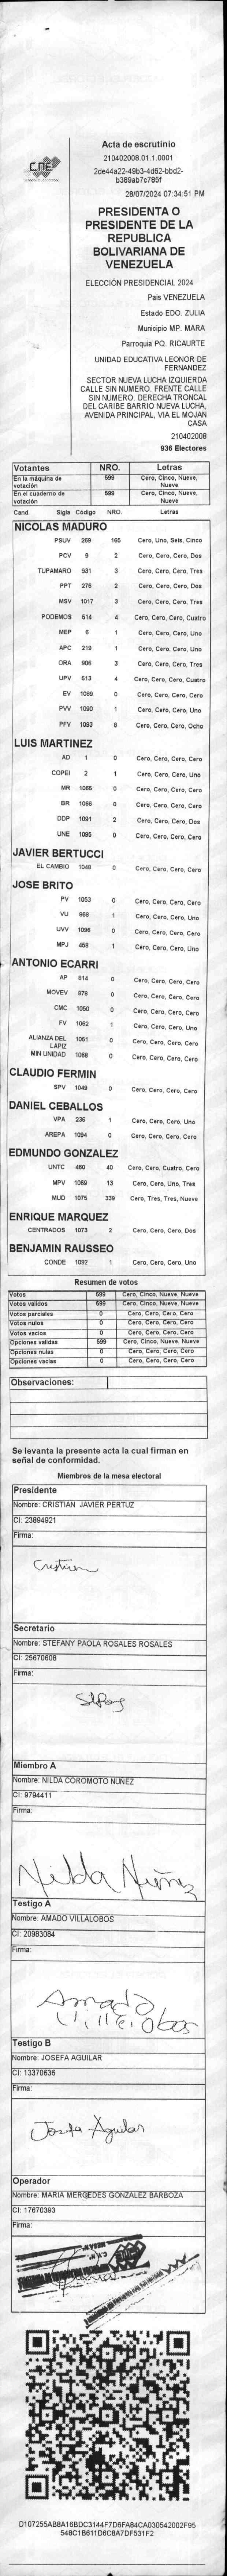 CNE
Acta de escrutinio
210402008.01.1.0001
2de44a22-49b3-4d62-bbd2-
b389ab7c785f
28/07/2024 07:34:51 PM
PRESIDENTA O
PRESIDENTE DE LA
REPUBLICA
BOLIVARIANA DE
VENEZUELA
ELECCIÓN PRESIDENCIAL 2024
Pais VENEZUELA
Estado EDO. ZULIA
Municipio MP. MARA
Parroquia PQ. RICAURTE
UNIDAD EDUCATIVA LEONOR DE
FERNANDEZ
SECTOR NUEVA LUCHA IZQUIERDA
CALLE SIN NUMERO. FRENTE CALLE
SIN NUMERO. DERECHA TRONCAL
DEL CARIBE BARRIO NUEVA LUCHA,
AVENIDA PRINCIPAL, VIA EL MOJAN
CASA
210402008
936 Electores
Votantes NRO. Letras
En la máquina de votación 599 Cero, Cinco, Nueve, Nueve
En el cuaderno de votación 599 Cero, Cinco, Nueve, Nueve
Cand. Sigla Código NRO. Letras
NICOLAS MADURO
PSUV 269 165 Cero, Uno, Seis, Cinco
PCV 9 2 Cero, Cero, Cero, Dos
TUPAMARO 931 3 Cero, Cero, Cero, Tres
PPT 276 2 Cero, Cero, Cero, Dos
MSV 1017 3 Cero, Cero, Cero, Tres
PODEMOS 514 4 Cero, Cero, Cero, Cuatro
MEP 6 1 Cero, Cero, Cero, Uno
APC 219 1 Cero, Cero, Cero, Uno
ORA 906 3 Cero, Cero, Cero, Tres
UPV 613 4 Cero, Cero, Cero, Cuatro
EV 1089 0 Cero, Cero, Cero, Cero
PVV 1090 1 Cero, Cero, Cero, Uno
PFV 1093 8 Cero, Cero, Cero, Ocho
LUIS MARTINEZ
AD 1 0 Cero, Cero, Cero, Cero
COPEI 2 1 Cero, Cero, Cero, Uno
MR 1065 0 Cero, Cero, Cero, Cero
BR 1066 0 Cero, Cero, Cero, Cero
DDP 1091 2 Cero, Cero, Cero, Dos
UNE 1095 0 Cero, Cero, Cero, Cero
JAVIER BERTUCCI
EL CAMBIO 1048 0 Cero, Cero, Cero, Cero
JOSE BRITO
PV 1053 0 Cero, Cero, Cero, Cero
VU 868 1 Cero, Cero, Cero, Uno
UVV 1096 0 Cero, Cero, Cero, Cero
MPJ 458 1 Cero, Cero, Cero, Uno
ANTONIO ECARRI
AP 814 0 Cero, Cero, Cero, Cero
MOVEV 879 0 Cero, Cero, Cero, Cero
CMC 1050 0 Cero, Cero, Cero, Cero
FV 1062 1 Cero, Cero, Cero, Uno
ALIANZA DEL LAPIZ 1061 0 Cero, Cero, Cero, Cero
MIN UNIDAD 1068 0 Cero, Cero, Cero, Cero
CLAUDIO FERMIN
SPV 1049 0 Cero, Cero, Cero, Cero
DANIEL CEBALLOS
VPA 236 1 Cero, Cero, Cero, Uno
AREPA 1094 0 Cero, Cero, Cero, Cero
EDMUNDO GONZALEZ
UNTC 460 40 Cero, Cero, Cuatro, Cero
MPV 1069 13 Cero, Cero, Uno, Tres
MUD 1075 339 Cero, Tres, Tres, Nueve
ENRIQUE MARQUEZ
CENTRADOS 1073 2 Cero, Cero, Cero, Dos
BENJAMIN RAUSSEO
CONDE 1092 1 Cero, Cero, Cero, Uno
Resumen de votos
Votos 599 Cero, Cinco, Nueve, Nueve
Votos validos 599 Cero, Cinco, Nueve, Nueve
Votos parciales 0 Cero, Cero, Cero, Cero
Votos nulos 0 Cero, Cero, Cero, Cero
Votos vacios 0 Cero, Cero, Cero, Cero
Opciones validas 599 Cero, Cinco, Nueve, Nueve
Opciones nulas 0 Cero, Cero, Cero, Cero
Opciones vacias 0 Cero, Cero, Cero, Cero
Observaciones:
Se levanta la presente acta la cual firman en
señal de conformidad.
Miembros de la mesa electoral
Presidente
Nombre: CRISTIAN JAVIER PERTUZ
CI: 23894921
Firma:
Cristian
Secretario
Nombre: STEFANY PAOLA ROSALES ROSALES
CI: 25670608
Firma:
Miembro A
Nombre: NILDA COROMOTO NUNEZ
CI: 9794411
Firma:
Nilda Nuñez
Testigo A
Nombre: AMADO VILLALOBOS
CI: 20983084
Firma:
Amado
Villalobos
Testigo B
Nombre: JOSEFA AGUILAR
CI: 13370636
Firma:
Josefa Aguilar
Operador
Nombre: MARIA MERCEDES GONZALEZ BARBOZA
CI: 17670393
Firma:
CNE
D107255AB8A16BDC3144F7D6FA84CA030542002F95
548C1B611D6C8A7DF531F2